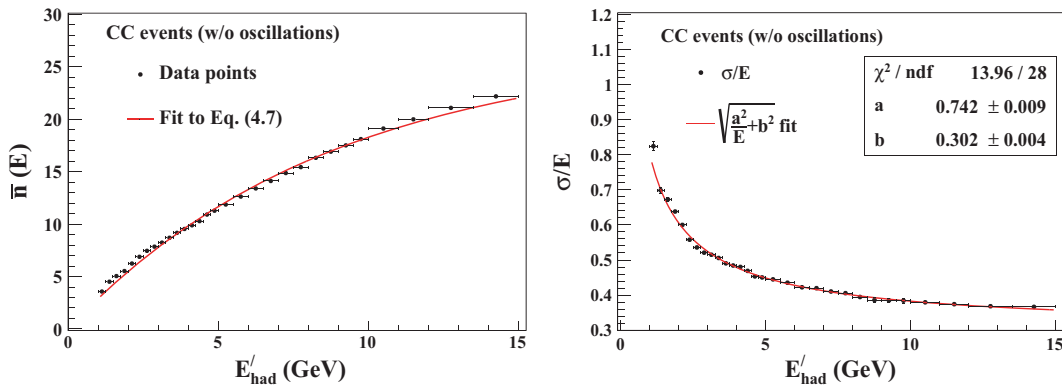 CC events (w/o oscillations)
Data points
Fit to Eq. (4.7)
n̅ (E)
30
25
20
15
10
5
0
0 5 10 15
E′had (GeV)
CC events (w/o oscillations)
σ/E
√(a²/E+b²) fit
χ² / ndf 13.96 / 28
a 0.742 ± 0.009
b 0.302 ± 0.004
σ/E
1.2
1.1
1
0.9
0.8
0.7
0.6
0.5
0.4
0.3
0 5 10 15
E′had (GeV)